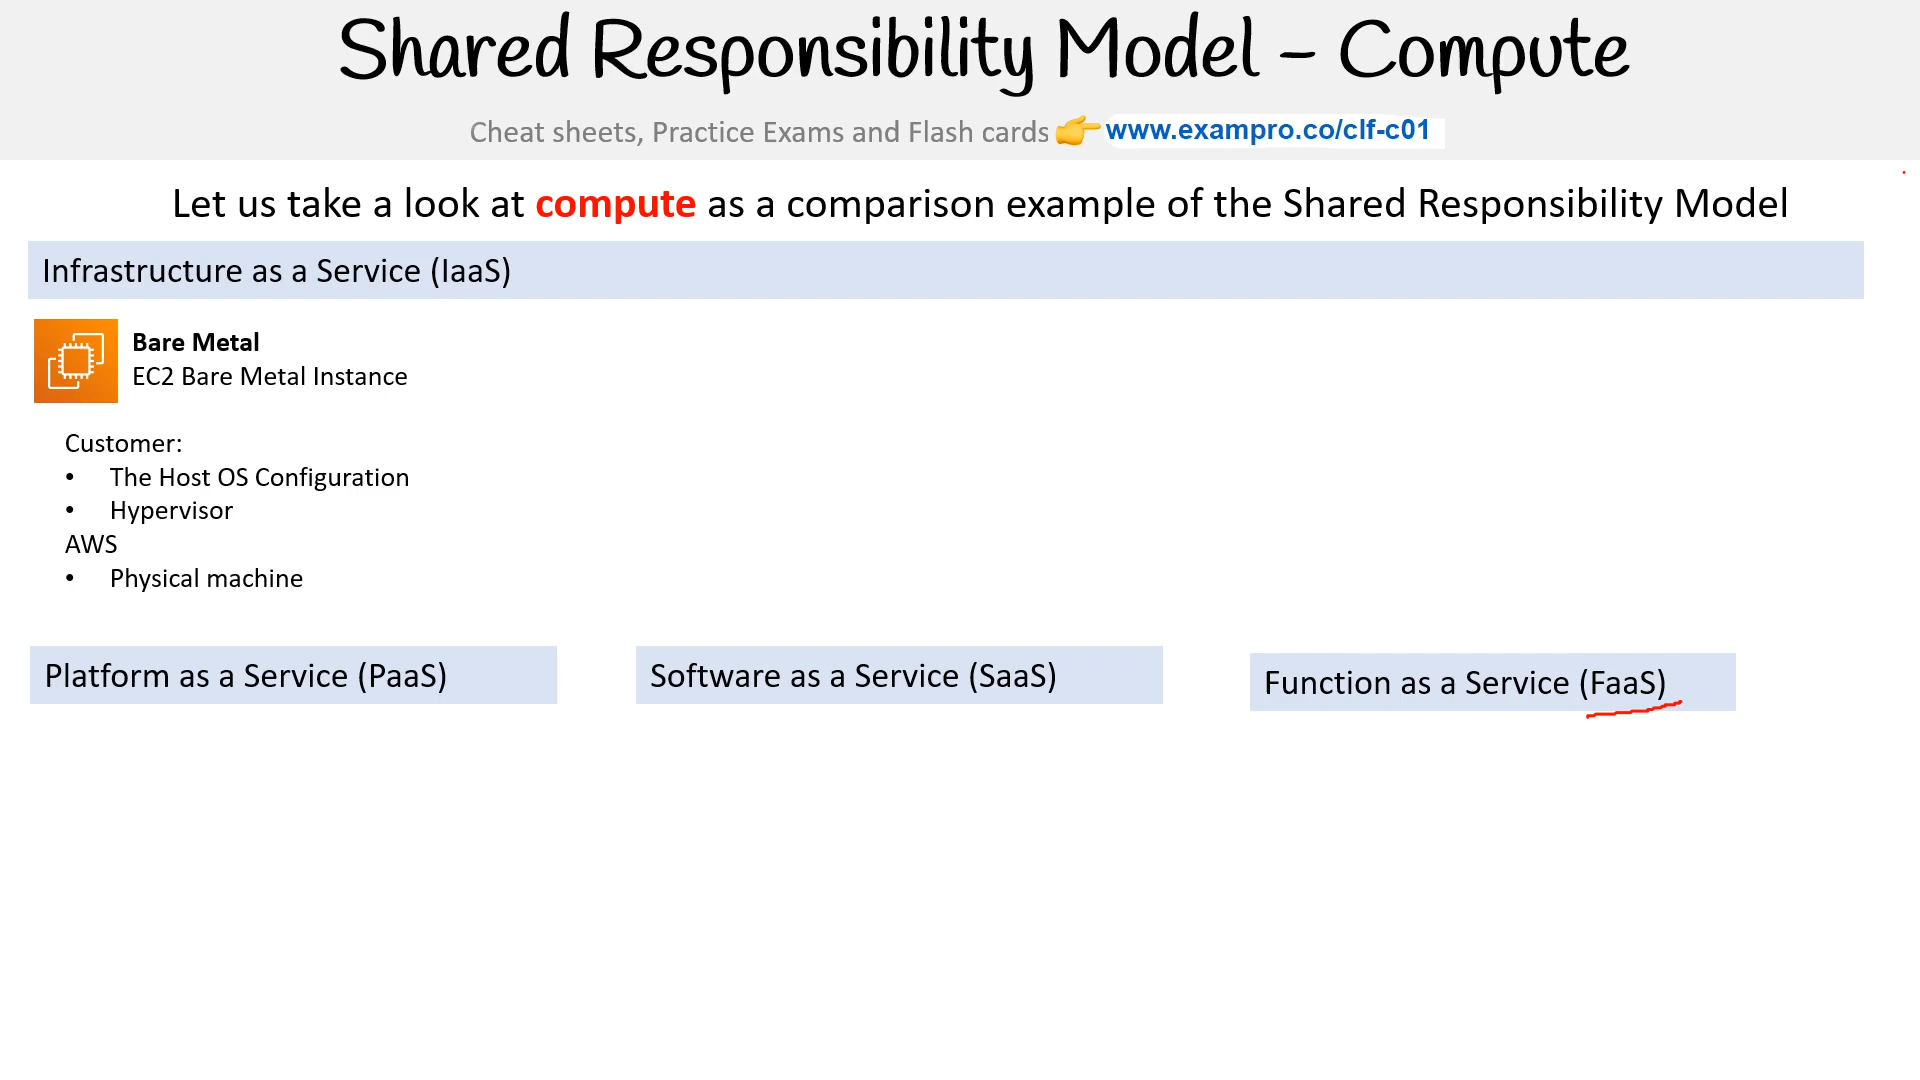 Shared Responsibility Model – Compute
Cheat sheets, Practice Exams and Flash cards 👉 www.exampro.co/clf-c01
Let us take a look at compute as a comparison example of the Shared Responsibility Model
Infrastructure as a Service (IaaS)
Bare Metal
EC2 Bare Metal Instance
Customer:
• The Host OS Configuration
• Hypervisor
AWS
• Physical machine
Platform as a Service (PaaS)
Software as a Service (SaaS)
Function as a Service (FaaS)